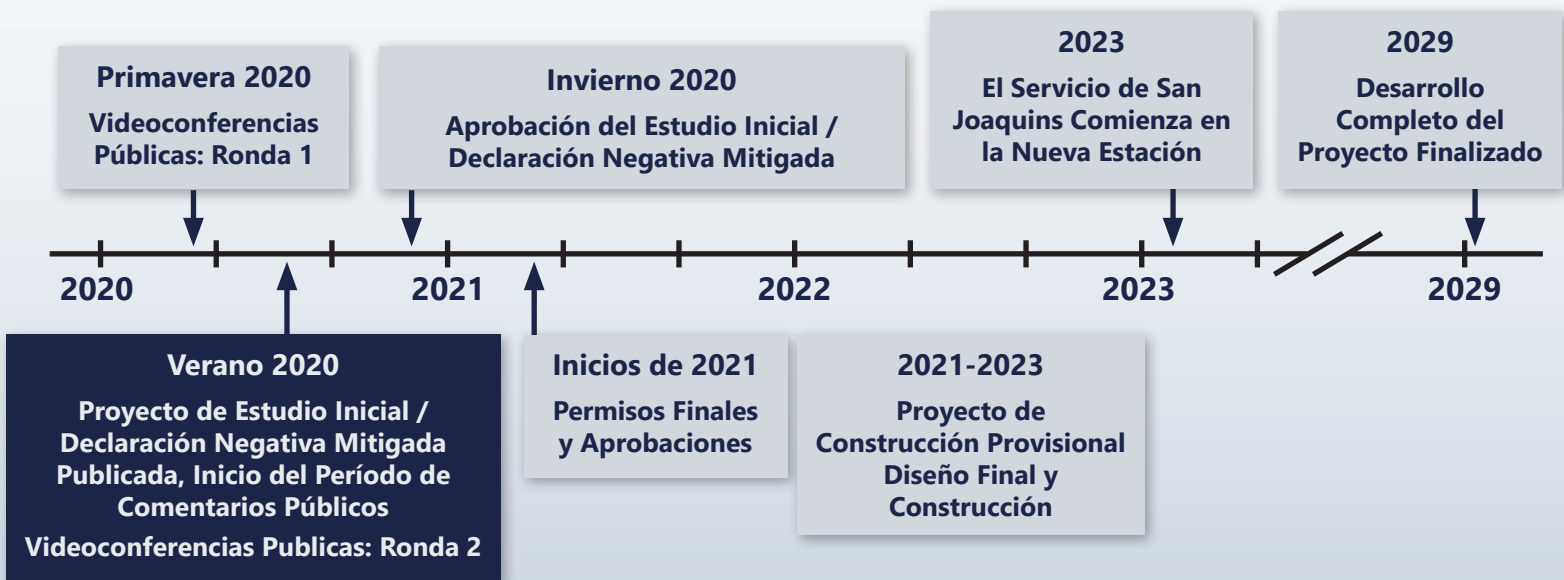 Primavera 2020
Videoconferencias
Públicas: Ronda 1
Invierno 2020
Aprobación del Estudio Inicial /
Declaración Negativa Mitigada
2023
El Servicio de San
Joaquins Comienza en
la Nueva Estación
2029
Desarrollo
Completo del
Proyecto Finalizado
2020
2021
2022
2023
2029
Verano 2020
Proyecto de Estudio Inicial /
Declaración Negativa Mitigada
Publicada, Inicio del Período de
Comentarios Públicos
Videoconferencias Publicas: Ronda 2
Inicios de 2021
Permisos Finales
y Aprobaciones
2021-2023
Proyecto de
Construcción Provisional
Diseño Final y
Construcción